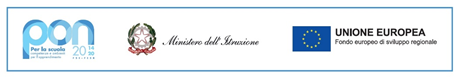 pon
Per la scuola
competenze e ambienti
per l'apprendimento
2014
2020
Ministero dell'Istruzione
UNIONE EUROPEA
Fondo europeo di sviluppo regionale